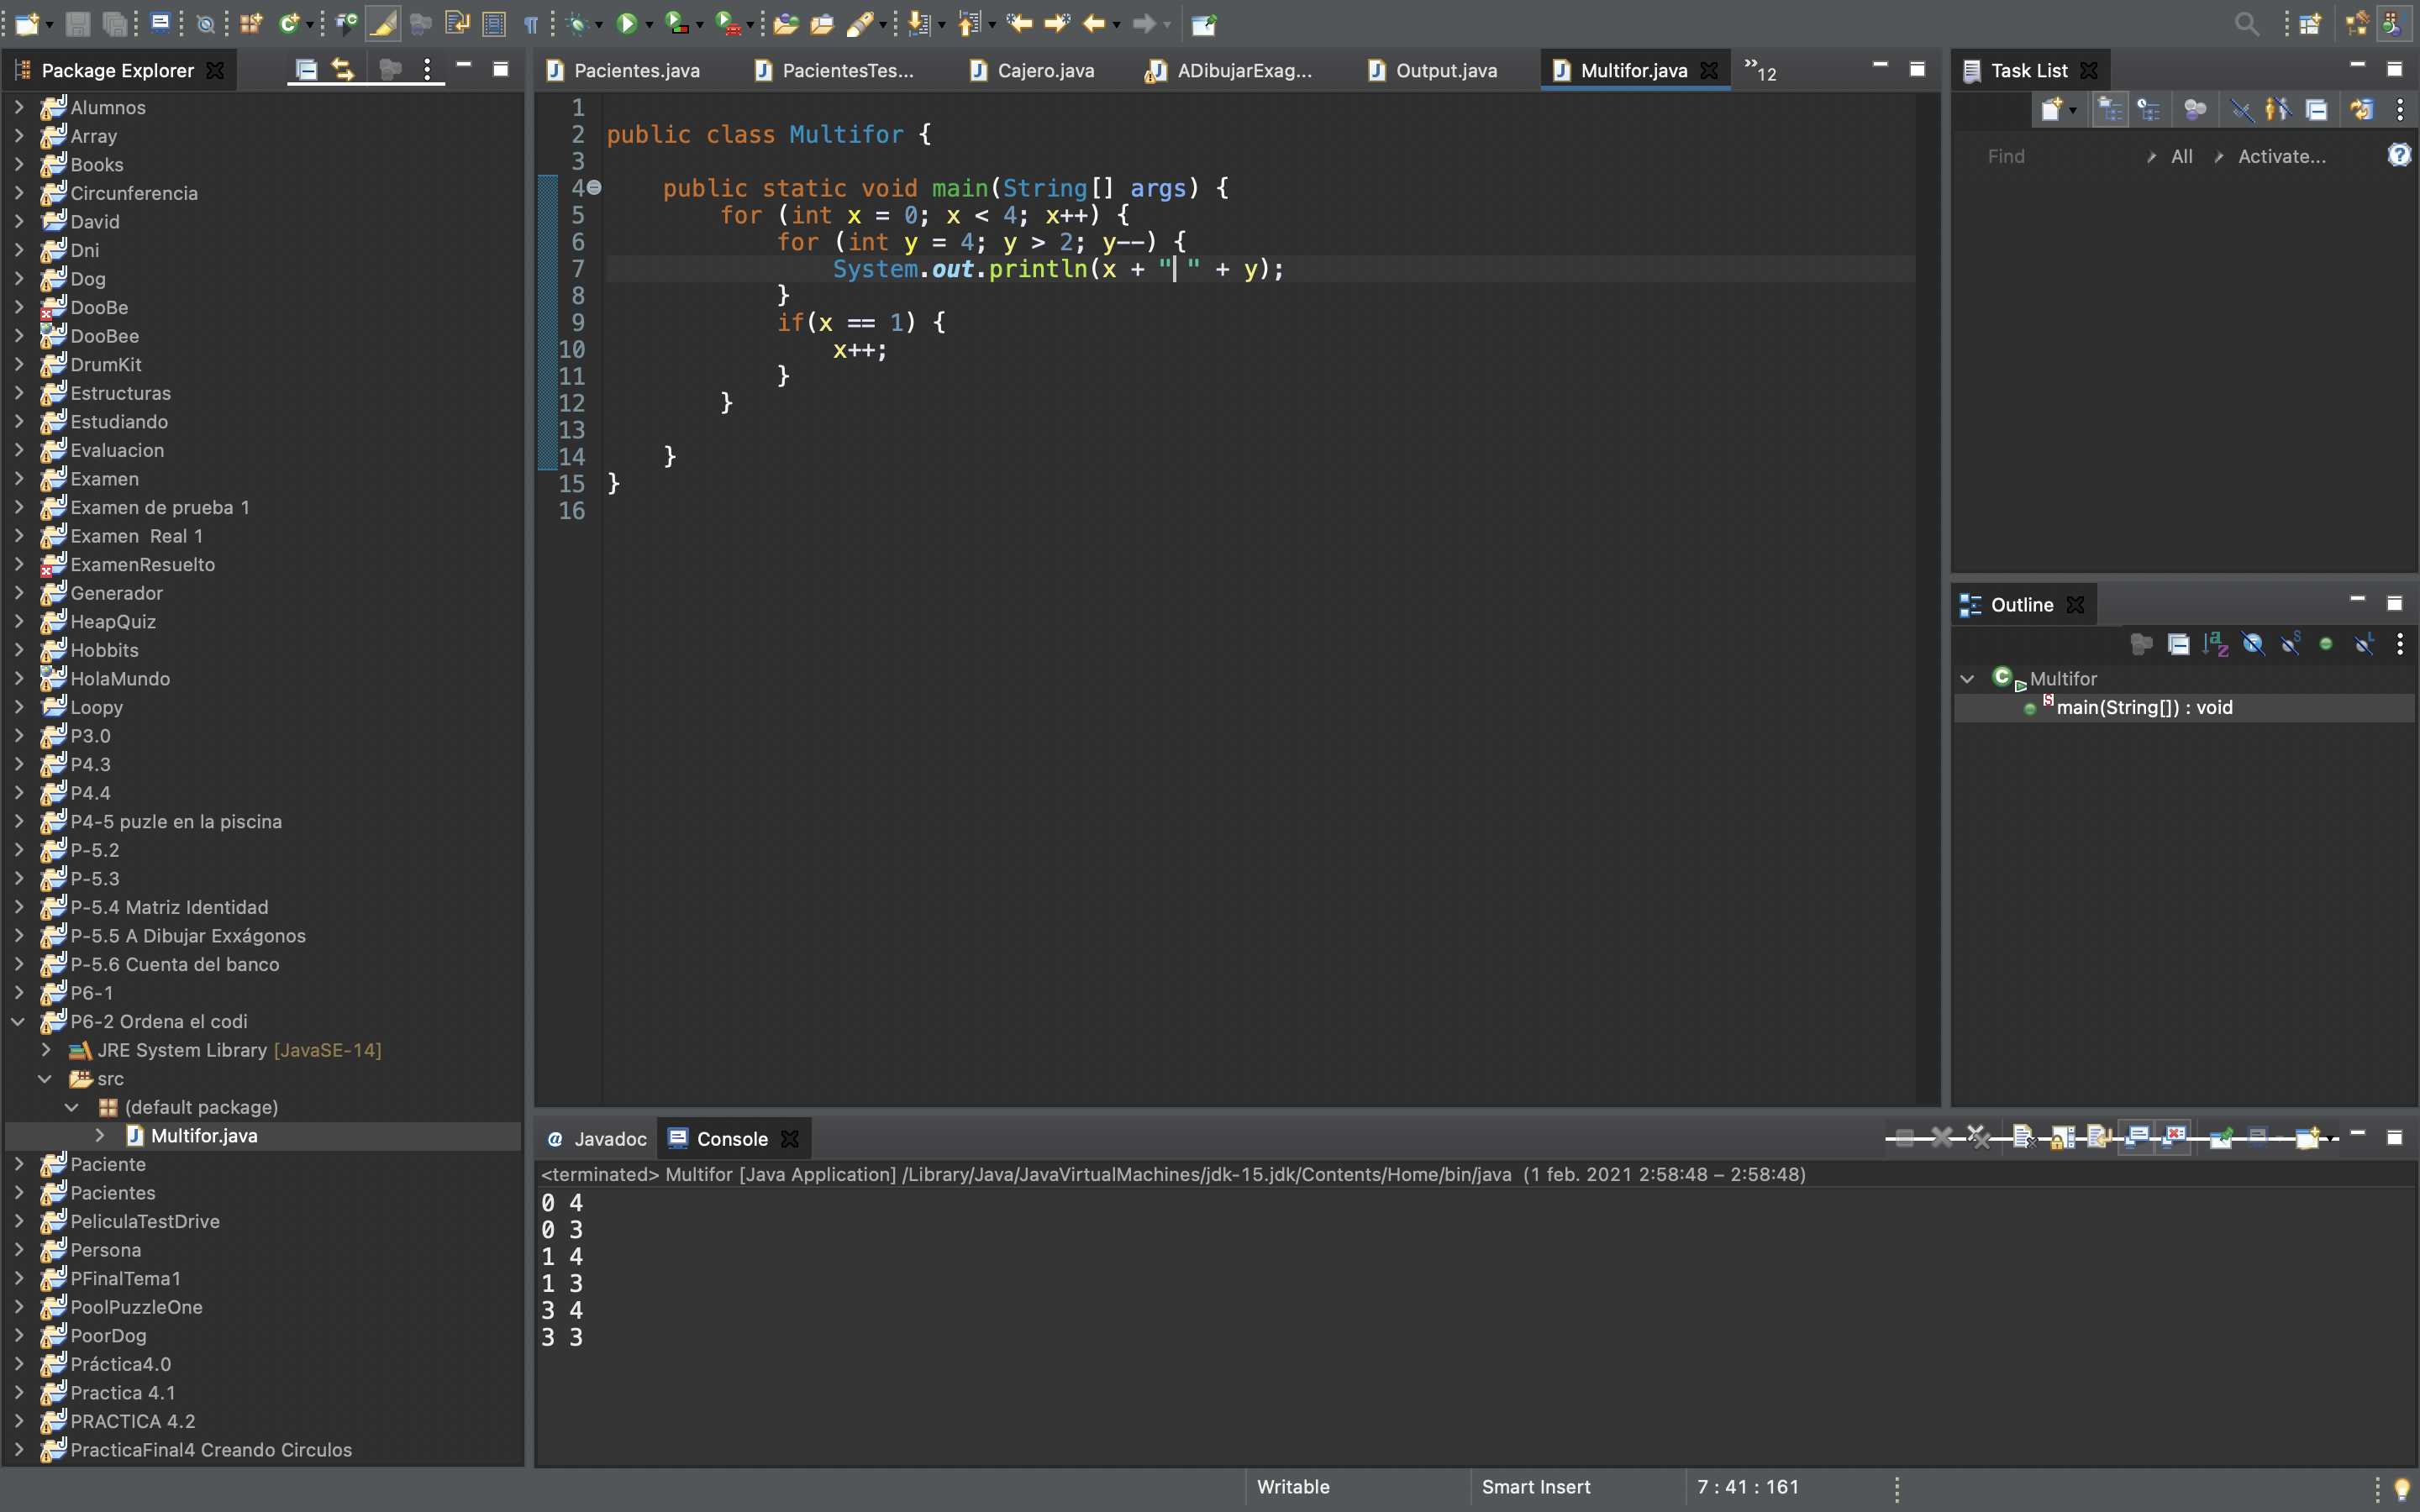 Package Explorer
Alumnos
Array
Books
Circunferencia
David
Dni
Dog
DooBe
DooBee
DrumKit
Estructuras
Estudiando
Evaluacion
Examen
Examen de prueba 1
Examen  Real 1
ExamenResuelto
Generador
HeapQuiz
Hobbits
HolaMundo
Loopy
P3.0
P4.3
P4.4
P4-5 puzle en la piscina
P-5.2
P-5.3
P-5.4 Matriz Identidad
P-5.5 A Dibujar Exxágonos
P-5.6 Cuenta del banco
P6-1
P6-2 Ordena el codi
JRE System Library [JavaSE-14]
src
(default package)
Multifor.java
Paciente
Pacientes
PeliculaTestDrive
Persona
PFinalTema1
PoolPuzzleOne
PoorDog
Práctica4.0
Practica 4.1
PRACTICA 4.2
PracticaFinal4 Creando Circulos
Pacientes.java PacientesTes... Cajero.java ADibujarExag... Output.java Multifor.java »12
1
2 public class Multifor {
3
4 public static void main(String[] args) {
5 for (int x = 0; x < 4; x++) {
6 for (int y = 4; y > 2; y--) {
7 System.out.println(x + " " + y);
8 }
9 if(x == 1) {
10 x++;
11 }
12 }
13
14 }
15 }
16
Task List
Find All Activate...
Outline
Multifor
main(String[]) : void
Javadoc Console
<terminated> Multifor [Java Application] /Library/Java/JavaVirtualMachines/jdk-15.jdk/Contents/Home/bin/java  (1 feb. 2021 2:58:48 – 2:58:48)
0 4
0 3
1 4
1 3
3 4
3 3
Writable Smart Insert 7 : 41 : 161